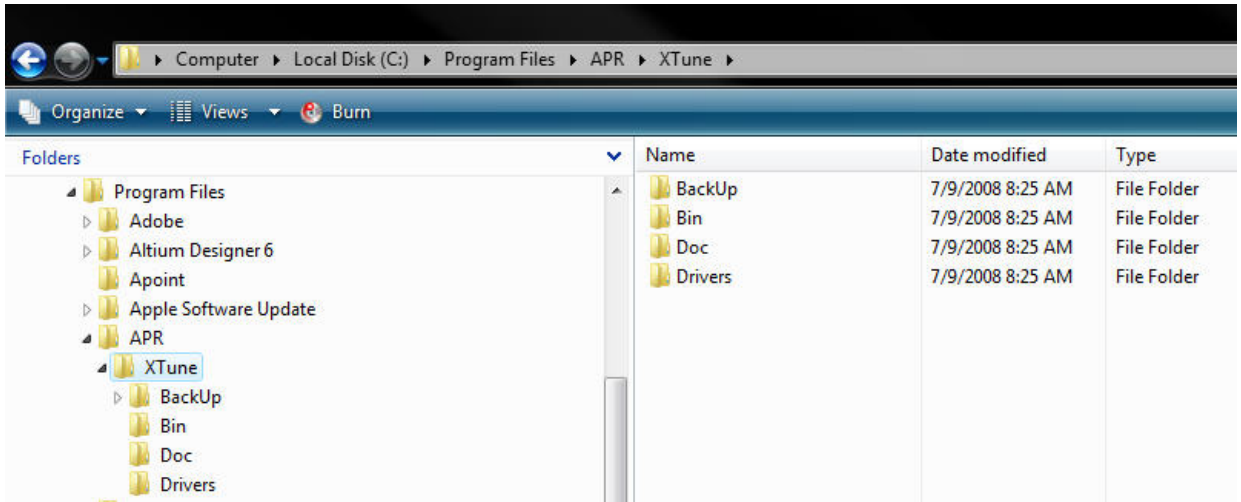 Computer Local Disk (C:) Program Files APR XTune
Organize Views Burn
Folders
Program Files
Adobe
Altium Designer 6
Apoint
Apple Software Update
APR
XTune
BackUp
Bin
Doc
Drivers
Name Date modified Type
BackUp 7/9/2008 8:25 AM File Folder
Bin 7/9/2008 8:25 AM File Folder
Doc 7/9/2008 8:25 AM File Folder
Drivers 7/9/2008 8:25 AM File Folder